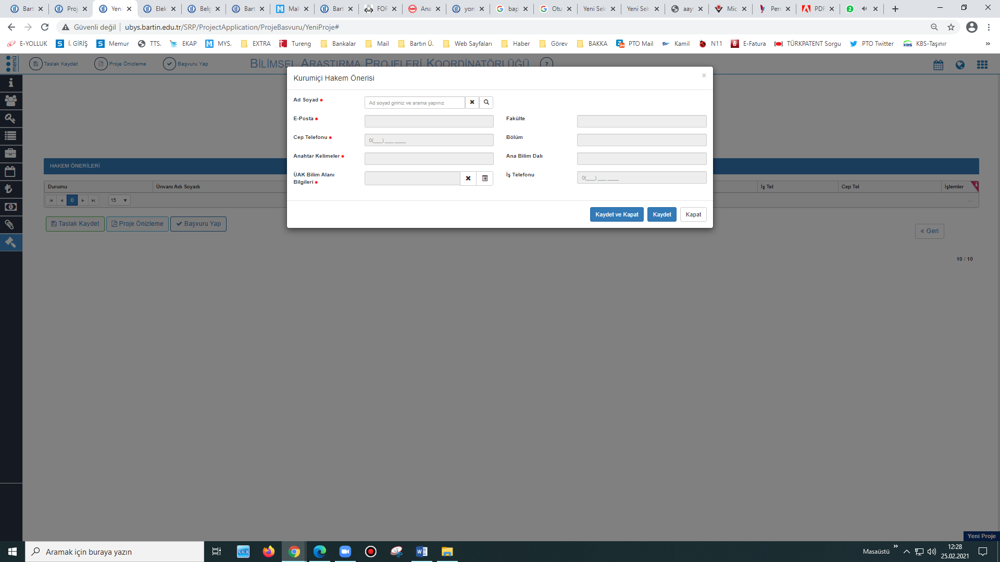 Bart Proj Yeni Elek Belg Bart Mal Bart FOR Ana yon bap Otu Yeni Sek Yeni Sek aay Mic Pers PDF 2
Güvenli değil ubys.bartin.edu.tr/SRP/ProjectApplication/ProjeBasvuru/YeniProje#
E-YOLLUK İ. GİRİŞ Memur TTS. EKAP MYS. EXTRA Tureng Bankalar Mail Bartın Ü. Web Sayfaları Haber Görev BAKKA PTO Mail Kamil N11 E-Fatura TÜRKPATENT Sorgu PTO Twitter KBS-Taşınır »
menü Taslak Kaydet Proje Önizleme Başvuru Yap BİLİMSEL ARAŞTIRMA PROJELERİ KOORDİNATÖRLÜĞÜ ?
Kurumiçi Hakem Önerisi ×
Ad Soyad * Ad soyad giriniz ve arama yapınız
E-Posta * Fakülte
Cep Telefonu * 0(___) ___ ____ Bölüm
Anahtar Kelimeler * Ana Bilim Dalı
ÜAK Bilim Alanı Bilgileri * İş Telefonu 0(___) ___ ____
Kaydet ve Kapat Kaydet Kapat
HAKEM ÖNERİLERİ
Durumu Ünvanı Adı Soyadı İş Tel Cep Tel İşlemler
0 15 ...
Taslak Kaydet Proje Önizleme Başvuru Yap
« Geri
10 / 10
Yeni Proje
Aramak için buraya yazın
Masaüstü » 12:28
25.02.2021